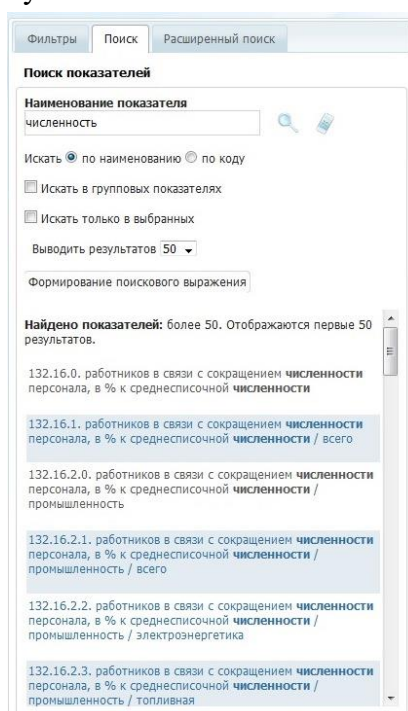 Фильтры Поиск Расширенный поиск
Поиск показателей
Наименование показателя
численность
Искать по наименованию по коду
Искать в групповых показателях
Искать только в выбранных
Выводить результатов 50
Формирование поискового выражения
Найдено показателей: более 50. Отображаются первые 50
результатов.
132.16.0. работников в связи с сокращением численности
персонала, в % к среднесписочной численности
132.16.1. работников в связи с сокращением численности
персонала, в % к среднесписочной численности / всего
132.16.2.0. работников в связи с сокращением численности
персонала, в % к среднесписочной численности /
промышленность
132.16.2.1. работников в связи с сокращением численности
персонала, в % к среднесписочной численности /
промышленность / всего
132.16.2.2. работников в связи с сокращением численности
персонала, в % к среднесписочной численности /
промышленность / электроэнергетика
132.16.2.3. работников в связи с сокращением численности
персонала, в % к среднесписочной численности /
промышленность / топливная